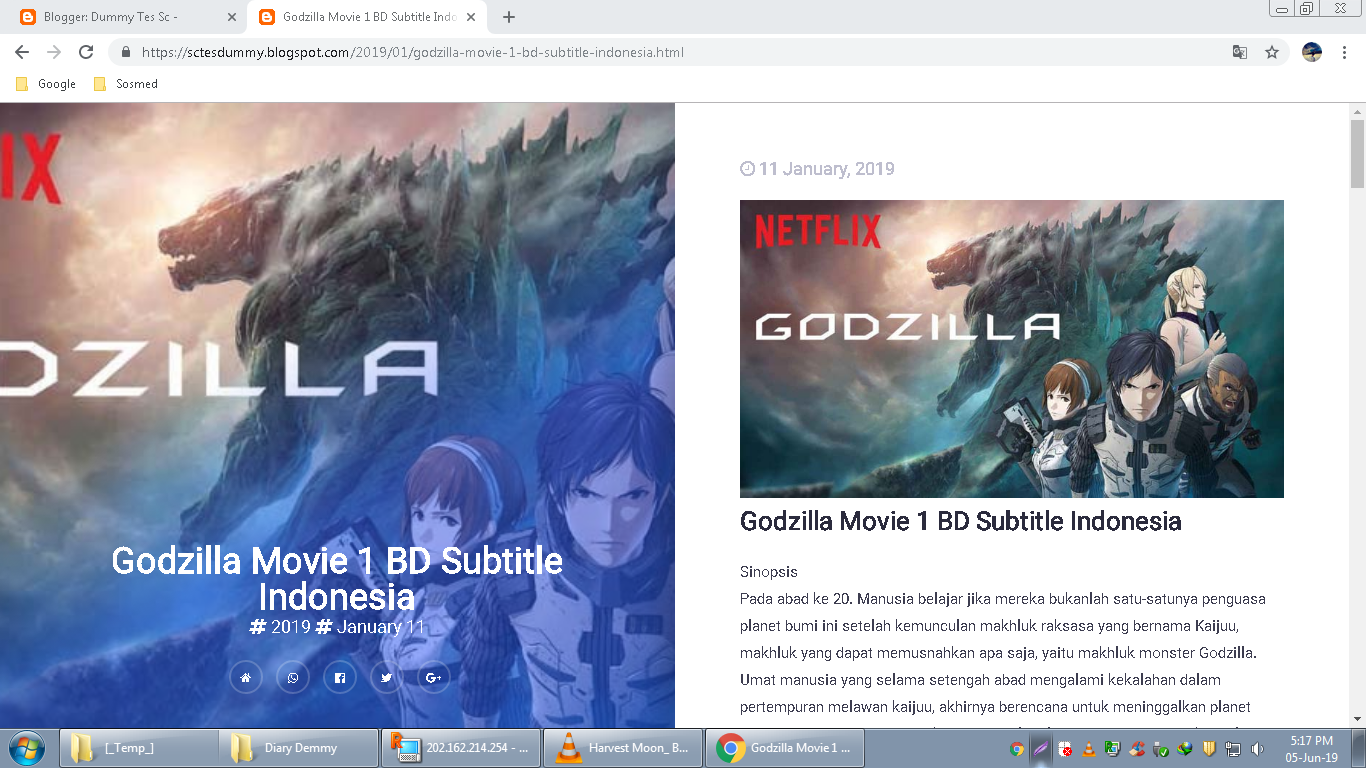 Blogger: Dummy Tes Sc -
Godzilla Movie 1 BD Subtitle Indo
https://sctesdummy.blogspot.com/2019/01/godzilla-movie-1-bd-subtitle-indonesia.html
Google
Sosmed
IX
DZILLA
Godzilla Movie 1 BD Subtitle
Indonesia
# 2019 # January 11
G+
11 January, 2019
NETFLIX
GODZILLA
Godzilla Movie 1 BD Subtitle Indonesia
Sinopsis
Pada abad ke 20. Manusia belajar jika mereka bukanlah satu-satunya penguasa
planet bumi ini setelah kemunculan makhluk raksasa yang bernama Kaijuu,
makhluk yang dapat memusnahkan apa saja, yaitu makhluk monster Godzilla.
Umat manusia yang selama setengah abad mengalami kekalahan dalam
pertempuran melawan kaijuu, akhirnya berencana untuk meninggalkan planet
[_Temp_]
Diary Demmy
202.162.214.254 - ...
Harvest Moon_ B...
Godzilla Movie 1 ...
5:17 PM
05-Jun-19